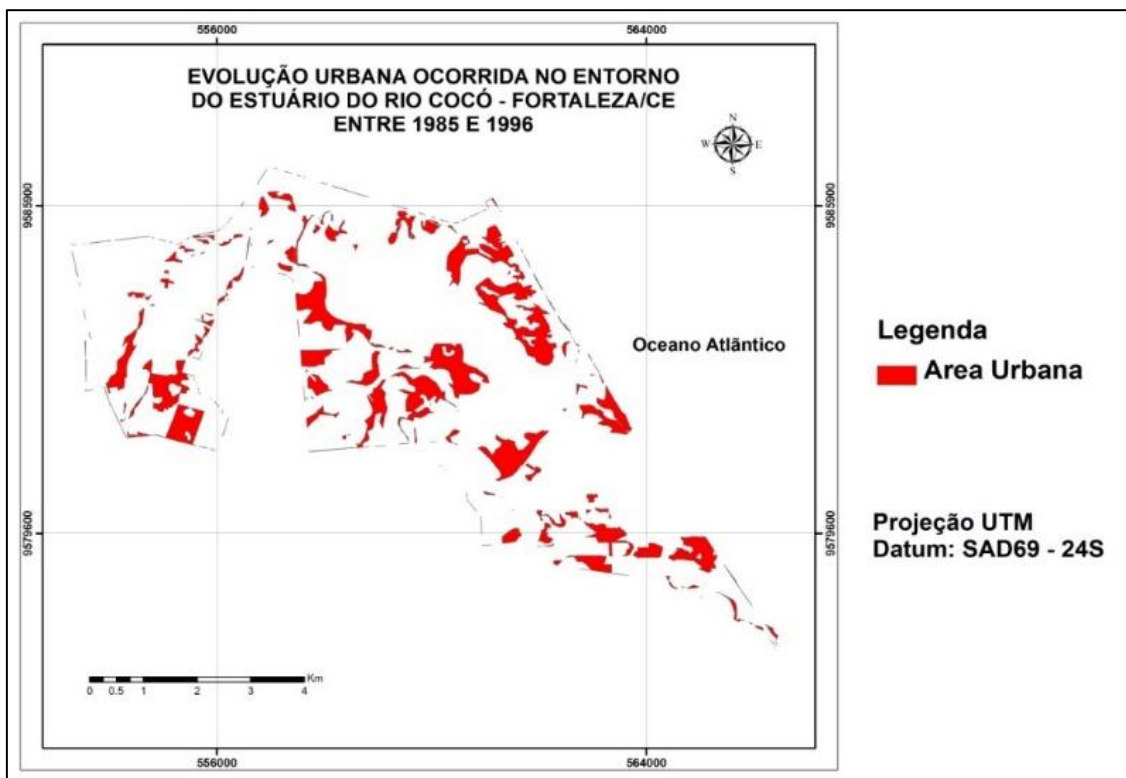 556000
564000
EVOLUÇÃO URBANA OCORRIDA NO ENTORNO
DO ESTUÁRIO DO RIO COCÓ - FORTALEZA/CE
ENTRE 1985 E 1996
N
W
E
S
9585900
9585900
Oceano Atlântico
Legenda
Area Urbana
9579600
9579600
Projeção UTM
Datum: SAD69 - 24S
Km
0 0.5 1 2 3 4
556000
564000